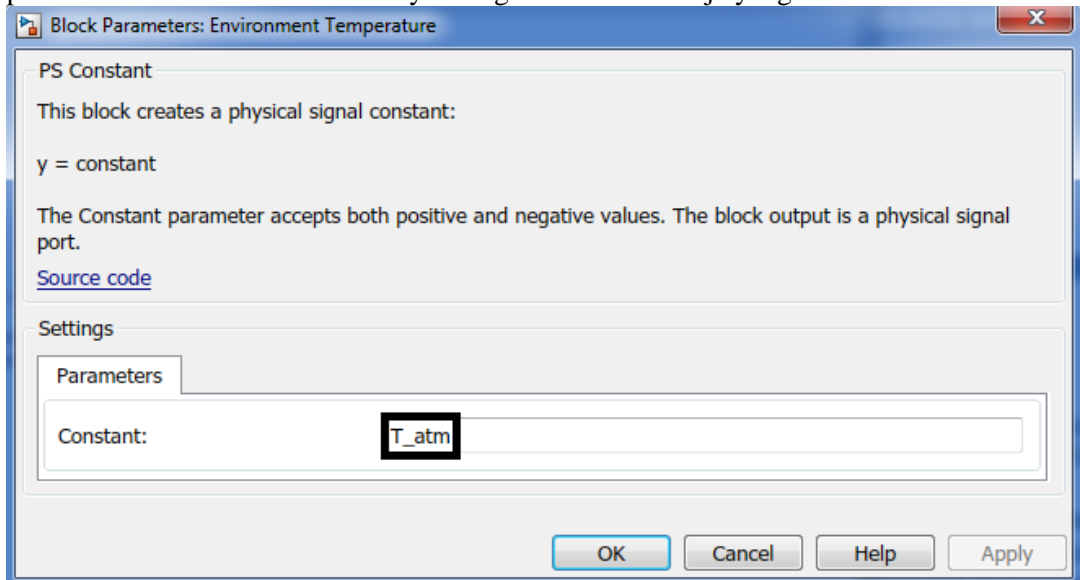 Block Parameters: Environment Temperature
PS Constant
This block creates a physical signal constant:
y = constant
The Constant parameter accepts both positive and negative values. The block output is a physical signal
port.
Source code
Settings
Parameters
Constant: T_atm
OK Cancel Help Apply